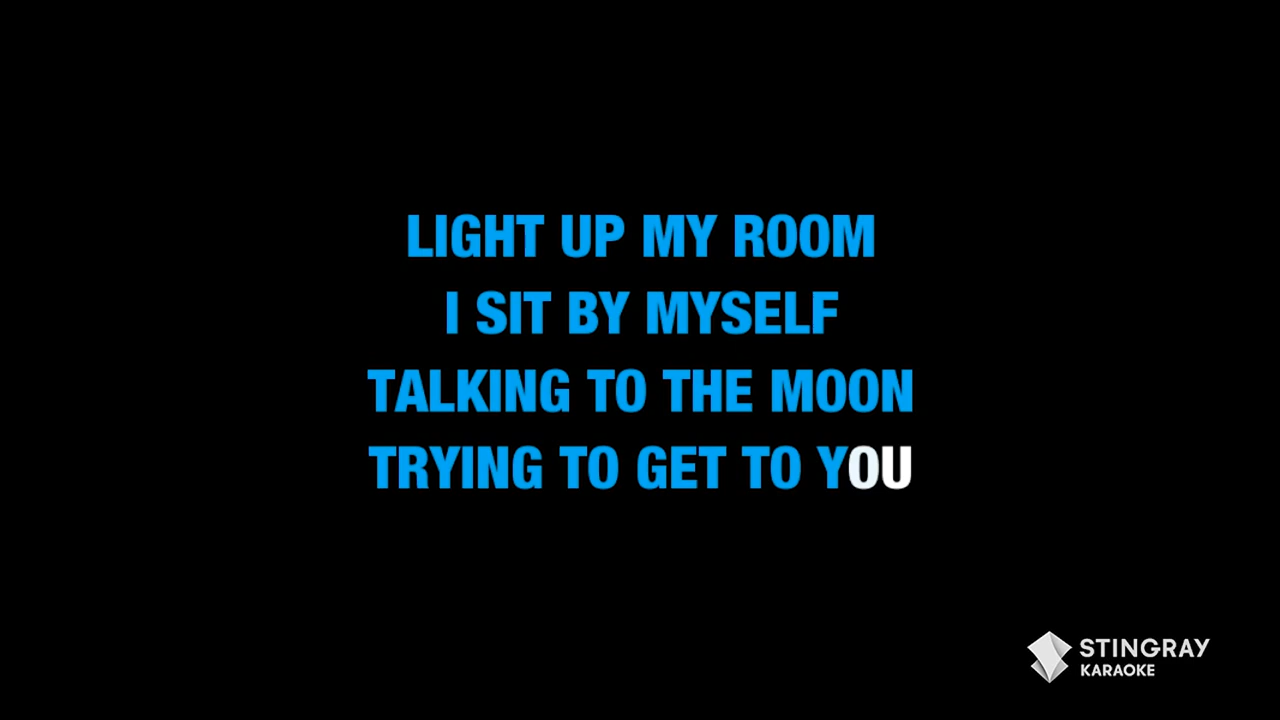 LIGHT UP MY ROOM
I SIT BY MYSELF
TALKING TO THE MOON
TRYING TO GET TO YOU
STINGRAY
KARAOKE